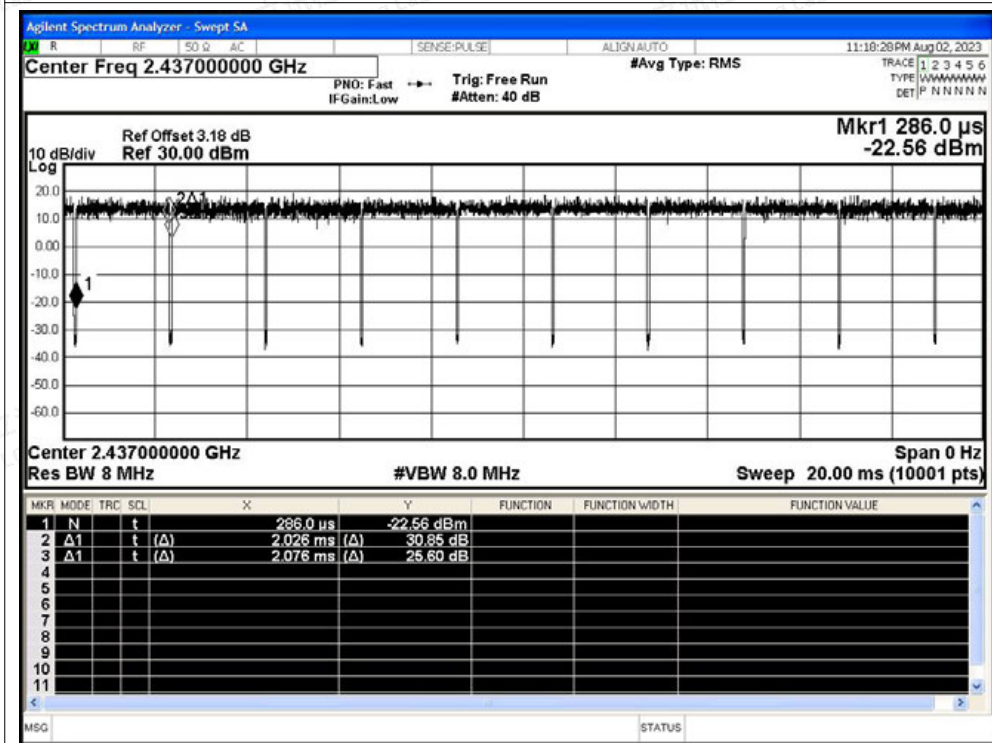 Agilent Spectrum Analyzer - Swept SA
R RF 50 Ω AC SENSE:PULSE ALIGN AUTO 11:18:28 PM Aug 02, 2023
Center Freq 2.437000000 GHz #Avg Type: RMS TRACE 1 2 3 4 5 6
PNO: Fast Trig: Free Run TYPE WWWWWW
IFGain:Low #Atten: 40 dB DET P N N N N N
Mkr1 286.0 µs
-22.56 dBm
Ref Offset 3.18 dB
10 dB/div Ref 30.00 dBm
Log
20.0
2Δ1
10.0
0.00
-10.0
1
-20.0
-30.0
-40.0
-50.0
-60.0
Center 2.437000000 GHz Span 0 Hz
Res BW 8 MHz #VBW 8.0 MHz Sweep 20.00 ms (10001 pts)
MKR MODE TRC SCL X Y FUNCTION FUNCTION WIDTH FUNCTION VALUE
1 N t 286.0 µs -22.56 dBm
2 Δ1 t (Δ) 2.026 ms (Δ) 30.85 dB
3 Δ1 t (Δ) 2.076 ms (Δ) 25.60 dB
4
5
6
7
8
9
10
11
MSG STATUS